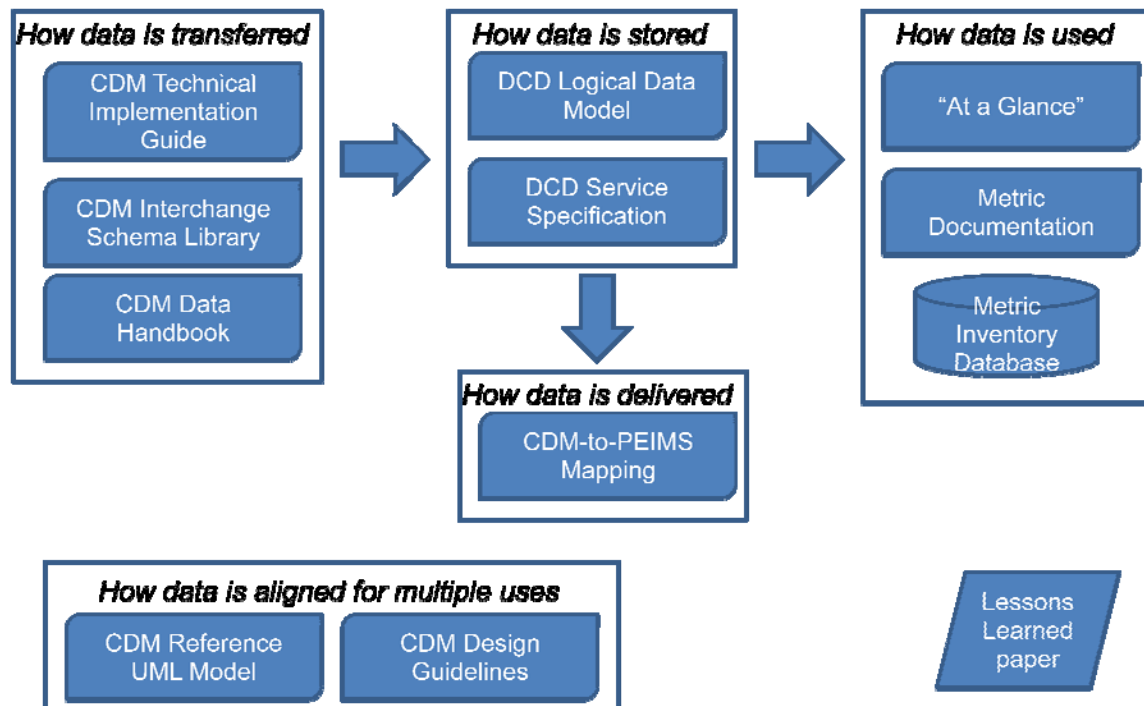 How data is transferred
CDM Technical
Implementation
Guide
CDM Interchange
Schema Library
CDM Data
Handbook
How data is stored
DCD Logical Data
Model
DCD Service
Specification
How data is used
“At a Glance”
Metric
Documentation
Metric
Inventory
Database
How data is delivered
CDM-to-PEIMS
Mapping
How data is aligned for multiple uses
CDM Reference
UML Model
CDM Design
Guidelines
Lessons
Learned
paper